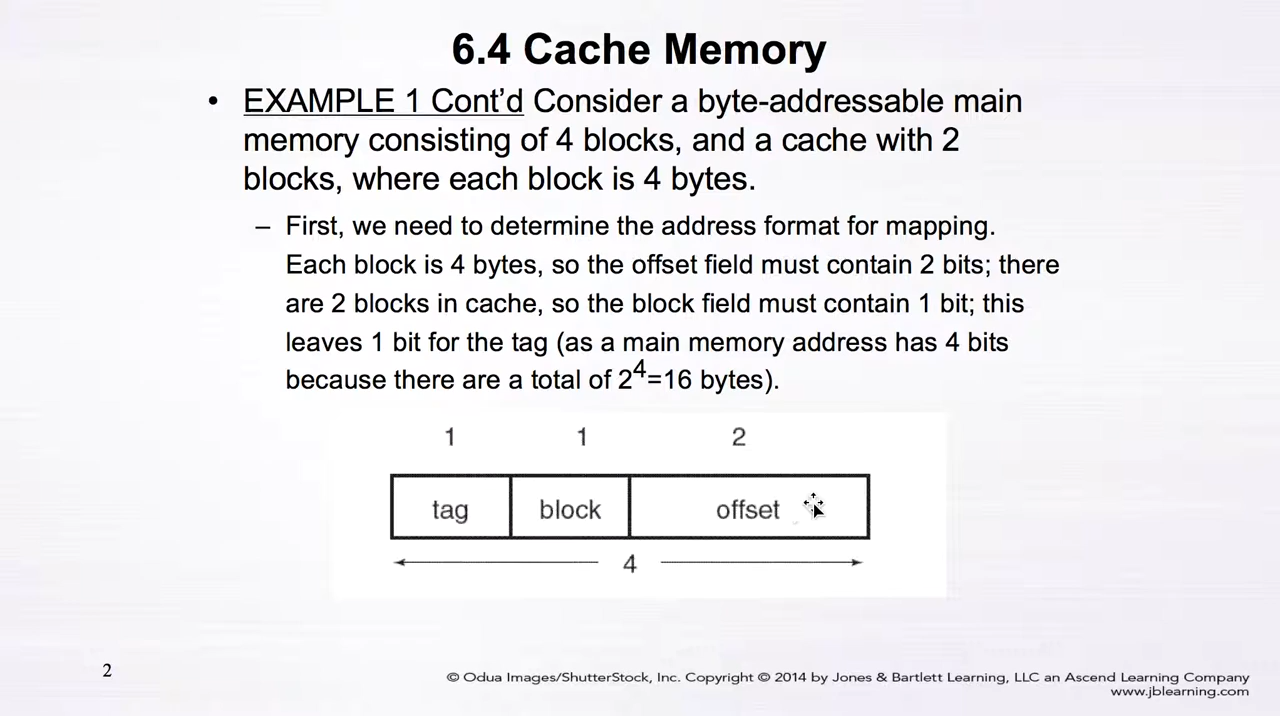 6.4 Cache Memory
• EXAMPLE 1 Cont’d Consider a byte-addressable main
memory consisting of 4 blocks, and a cache with 2
blocks, where each block is 4 bytes.
– First, we need to determine the address format for mapping.
Each block is 4 bytes, so the offset field must contain 2 bits; there
are 2 blocks in cache, so the block field must contain 1 bit; this
leaves 1 bit for the tag (as a main memory address has 4 bits
because there are a total of 2⁴=16 bytes).
1 1 2
tag block offset
4
2
© Odua Images/ShutterStock, Inc. Copyright © 2014 by Jones & Bartlett Learning, LLC an Ascend Learning Company
www.jblearning.com